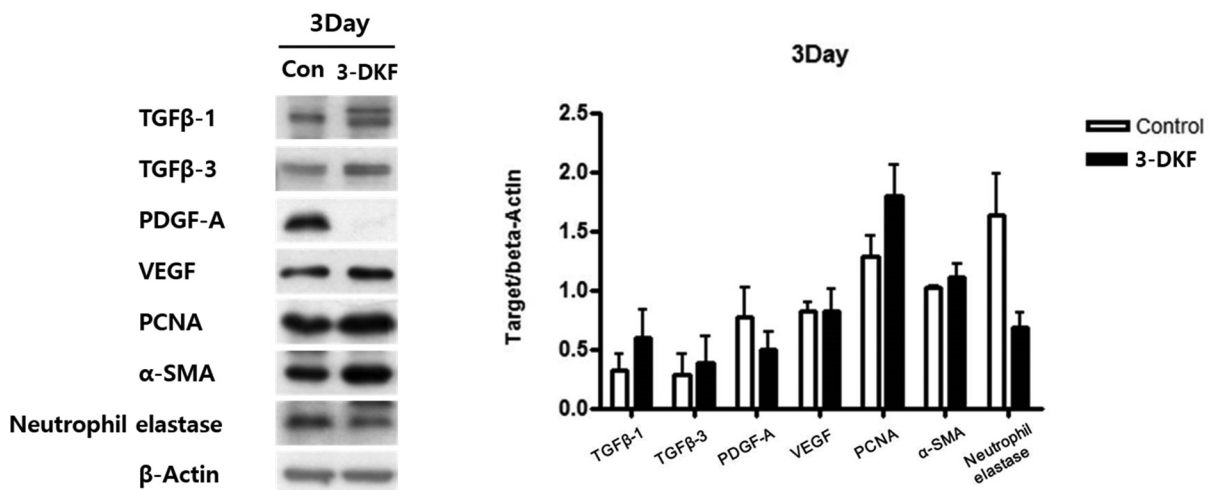 3Day
Con 3-DKF
TGFβ-1
TGFβ-3
PDGF-A
VEGF
PCNA
α-SMA
Neutrophil elastase
β-Actin
3Day
Target/beta-Actin
2.5
2.0
1.5
1.0
0.5
0.0
TGFβ-1
TGFβ-3
PDGF-A
VEGF
PCNA
α-SMA
Neutrophil
elastase
Control
3-DKF